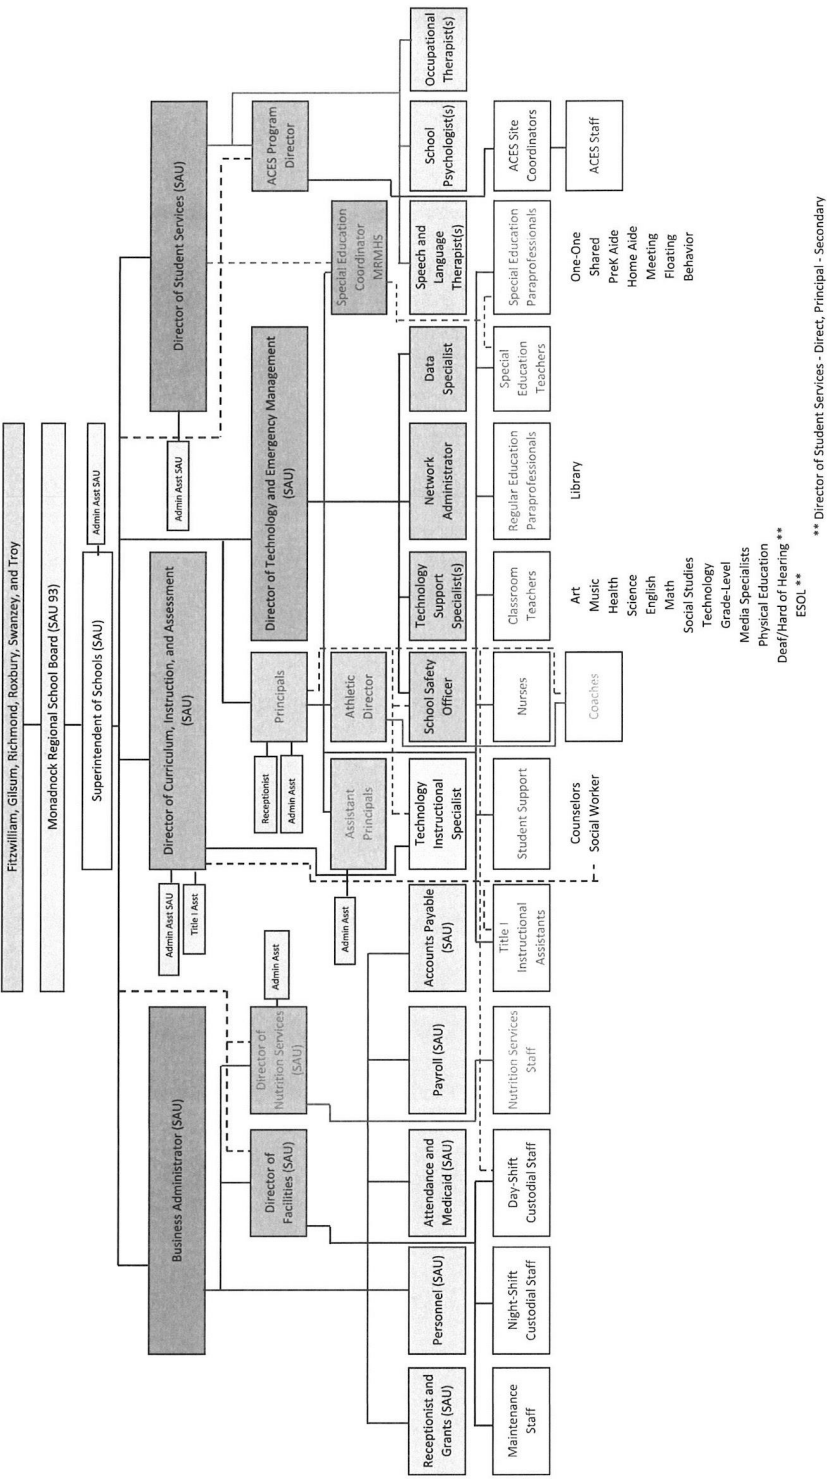 Fitzwilliam, Gilsum, Richmond, Roxbury, Swanzey, and Troy
Monadnock Regional School Board (SAU 93)
Superintendent of Schools (SAU)
Admin Asst SAU
Business Administrator (SAU)
Director of Curriculum, Instruction, and Assessment
(SAU)
Admin Asst SAU
Title I Asst
Director of Student Services (SAU)
Admin Asst SAU
Director of
Facilities (SAU)
Director of
Nutrition Services
(SAU)
Admin Asst
Receptionist
Admin Asst
Principals
Director of Technology and Emergency Management
(SAU)
ACES Program
Director
Admin Asst
Assistant
Principals
Athletic
Director
Special Education
Coordinator
MRMHS
Receptionist and
Grants (SAU)
Personnel (SAU)
Attendance and
Medicaid (SAU)
Payroll (SAU)
Accounts Payable
(SAU)
Technology
Instructional
Specialist
School Safety
Officer
Technology
Support
Specialist(s)
Network
Administrator
Data
Specialist
Speech and
Language
Therapist(s)
School
Psychologist(s)
Occupational
Therapist(s)
Maintenance
Staff
Night-Shift
Custodial Staff
Day-Shift
Custodial Staff
Nutrition Services
Staff
Title I
Instructional
Assistants
Student Support
Nurses
Classroom
Teachers
Regular Education
Paraprofessionals
Special
Education
Teachers
Special Education
Paraprofessionals
ACES Site
Coordinators
Counselors
Social Worker
Coaches
Art
Music
Health
Science
English
Math
Social Studies
Technology
Grade-Level
Media Specialists
Physical Education
Deaf/Hard of Hearing **
ESOL **
Library
One-One
Shared
PreK Aide
Home Aide
Meeting
Floating
Behavior
ACES Staff
** Director of Student Services - Direct, Principal - Secondary